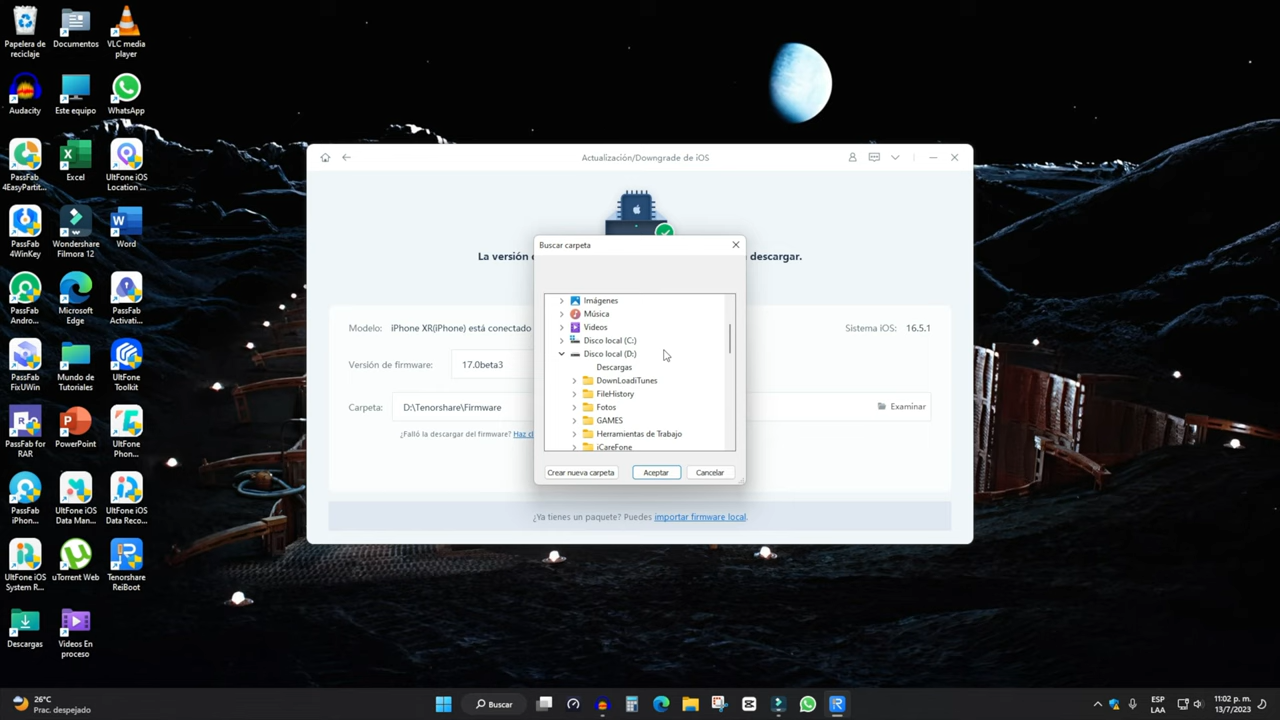 Papelera de
reciclaje
Documentos
VLC media
player
Audacity
Este equipo
WhatsApp
PassFab
4EasyPartit...
Excel
UltFone iOS
Location ...
PassFab
4WinKey
Wondershare
Filmora 12
Word
PassFab
Andro...
Microsoft
Edge
PassFab
Activati...
PassFab
FixUWin
Mundo de
Tutoriales
UltFone
Toolkit
PassFab for
RAR
PowerPoint
UltFone
Phon...
PassFab
iPhon...
UltFone iOS
Data Man...
UltFone iOS
Data Reco...
UltFone iOS
System R...
uTorrent Web
Tenorshare
ReiBoot
Descargas
Videos En
proceso
Actualización/Downgrade de iOS
La versión
descargar.
Modelo:
iPhone XR(iPhone) está conectado
Sistema iOS:
16.5.1
Versión de firmware:
17.0beta3
Carpeta:
D:\Tenorshare\Firmware
Examinar
¿Falló la descarga del firmware? Haz
¿Ya tienes un paquete? Puedes importar firmware local.
Buscar carpeta
Imágenes
Música
Videos
Disco local (C:)
Disco local (D:)
Descargas
DownLoadiTunes
FileHistory
Fotos
GAMES
Herramientas de Trabajo
iCareFone
Crear nueva carpeta
Aceptar
Cancelar
26°C
Prac. despejado
Buscar
ESP
LAA
11:02 p. m.
13/7/2023